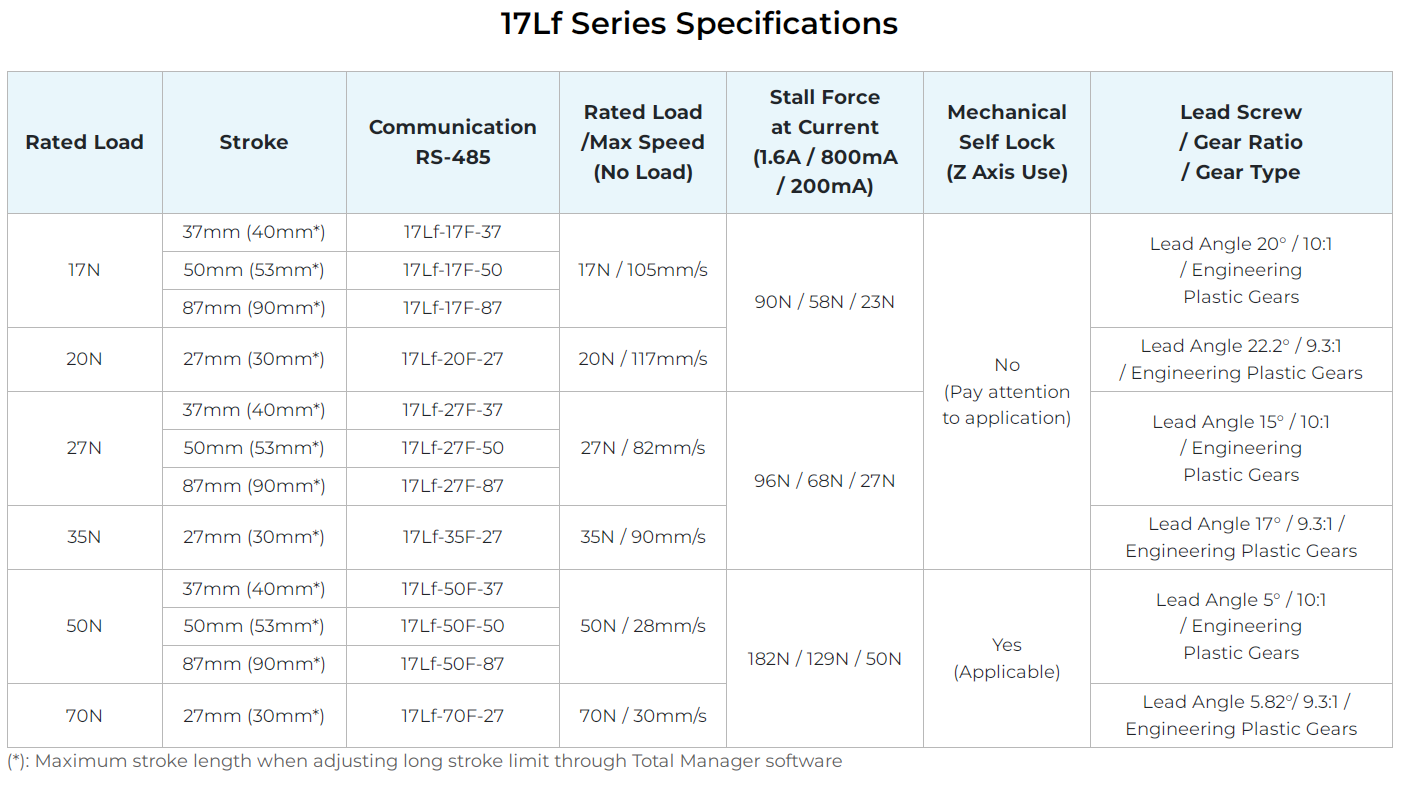 17Lf Series Specifications
Rated Load
Stroke
Communication
RS-485
Rated Load
/Max Speed
(No Load)
Stall Force
at Current
(1.6A / 800mA
/ 200mA)
Mechanical
Self Lock
(Z Axis Use)
Lead Screw
/ Gear Ratio
/ Gear Type
17N
37mm (40mm*)
17Lf-17F-37
50mm (53mm*)
17Lf-17F-50
87mm (90mm*)
17Lf-17F-87
17N / 105mm/s
90N / 58N / 23N
No
(Pay attention
to application)
Lead Angle 20° / 10:1
/ Engineering
Plastic Gears
20N
27mm (30mm*)
17Lf-20F-27
20N / 117mm/s
Lead Angle 22.2° / 9.3:1
/ Engineering Plastic Gears
27N
37mm (40mm*)
17Lf-27F-37
50mm (53mm*)
17Lf-27F-50
87mm (90mm*)
17Lf-27F-87
27N / 82mm/s
96N / 68N / 27N
Lead Angle 15° / 10:1
/ Engineering
Plastic Gears
35N
27mm (30mm*)
17Lf-35F-27
35N / 90mm/s
Lead Angle 17° / 9.3:1 /
Engineering Plastic Gears
50N
37mm (40mm*)
17Lf-50F-37
50mm (53mm*)
17Lf-50F-50
87mm (90mm*)
17Lf-50F-87
50N / 28mm/s
182N / 129N / 50N
Yes
(Applicable)
Lead Angle 5° / 10:1
/ Engineering
Plastic Gears
70N
27mm (30mm*)
17Lf-70F-27
70N / 30mm/s
Lead Angle 5.82°/ 9.3:1 /
Engineering Plastic Gears
(*): Maximum stroke length when adjusting long stroke limit through Total Manager software